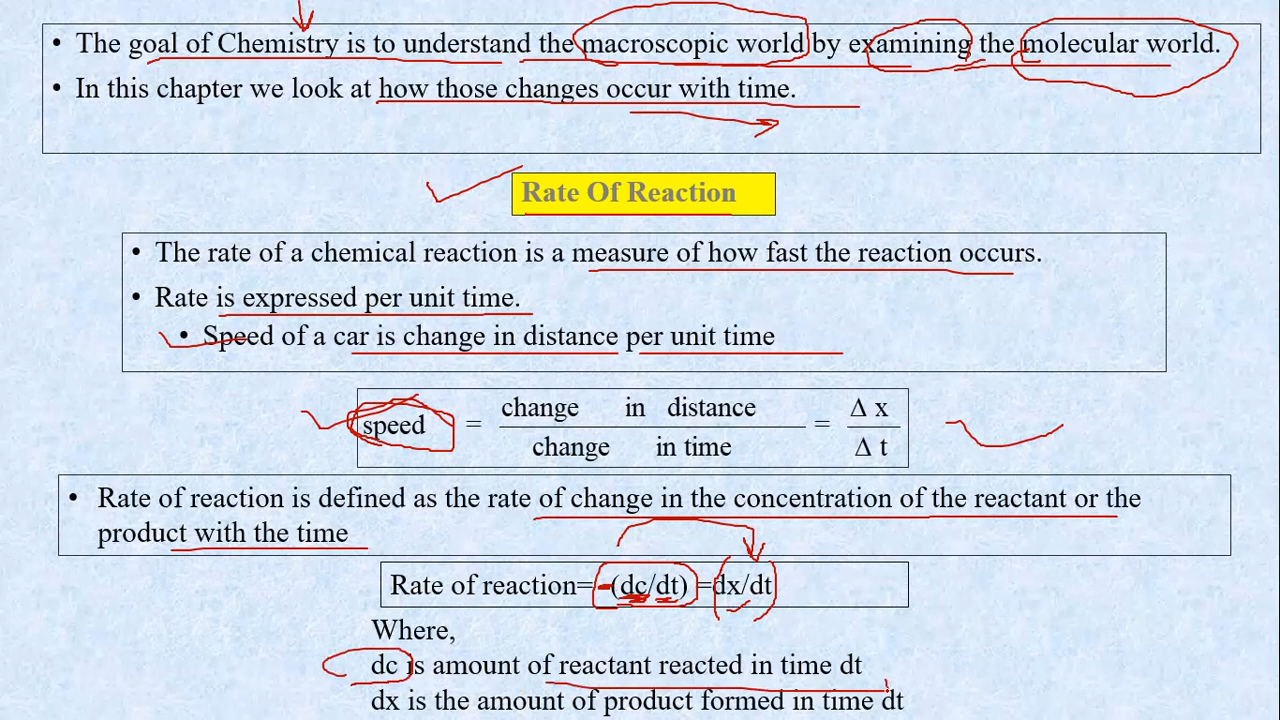 • The goal of Chemistry is to understand the macroscopic world by examining the molecular world.
• In this chapter we look at how those changes occur with time.
Rate Of Reaction
• The rate of a chemical reaction is a measure of how fast the reaction occurs.
• Rate is expressed per unit time.
• Speed of a car is change in distance per unit time
speed = change in distance / change in time = Δ x / Δ t
• Rate of reaction is defined as the rate of change in the concentration of the reactant or the
product with the time
Rate of reaction= -(dc/dt) =dx/dt
Where,
dc is amount of reactant reacted in time dt
dx is the amount of product formed in time dt